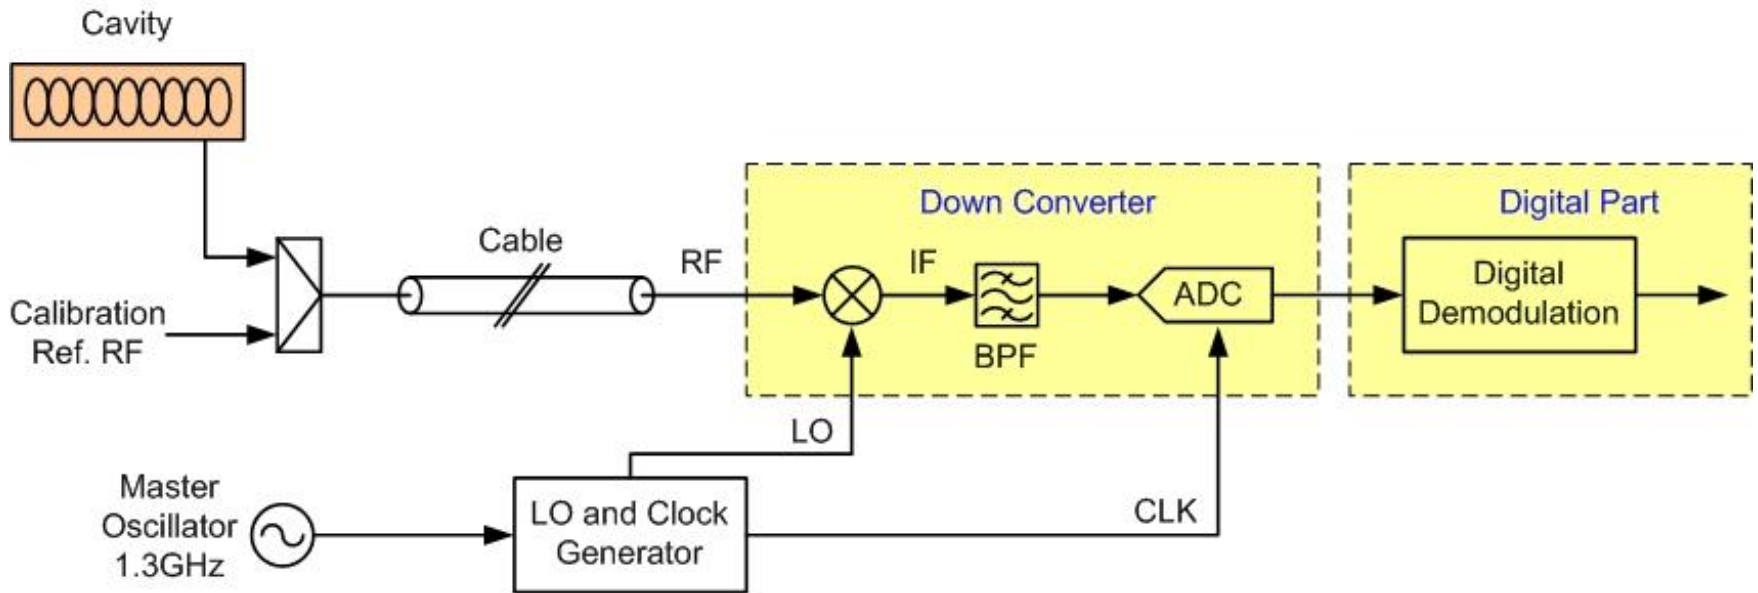 Cavity
Calibration
Ref. RF
Cable
RF
Down Converter
IF
BPF
ADC
Digital Part
Digital
Demodulation
LO
Master
Oscillator
1.3GHz
LO and Clock
Generator
CLK